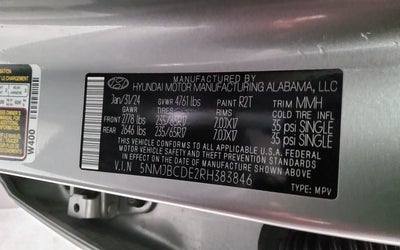 MANUFACTURED BY
HYUNDAI MOTOR MANUFACTURING ALABAMA, LLC
Jan/31/24 GVWR 4761 lbs PAINT R2T TRIM MMH
GAWR TIRES RIMS COLD TIRE INFL
FRONT 2778 lbs 235/65R17 7.0JX17 35 psi SINGLE
REAR 2646 lbs 235/65R17 7.0JX17 35 psi SINGLE
THIS VEHICLE CONFORMS TO ALL APPLICABLE U.S.A. FEDERAL
MOTOR VEHICLE SAFETY AND THEFT PREVENTION STANDARDS
IN EFFECT ON THE DATE OF MANUFACTURE SHOWN ABOVE.
V.I.N 5NMJBCDE2RH383846
TYPE: MPV
W400